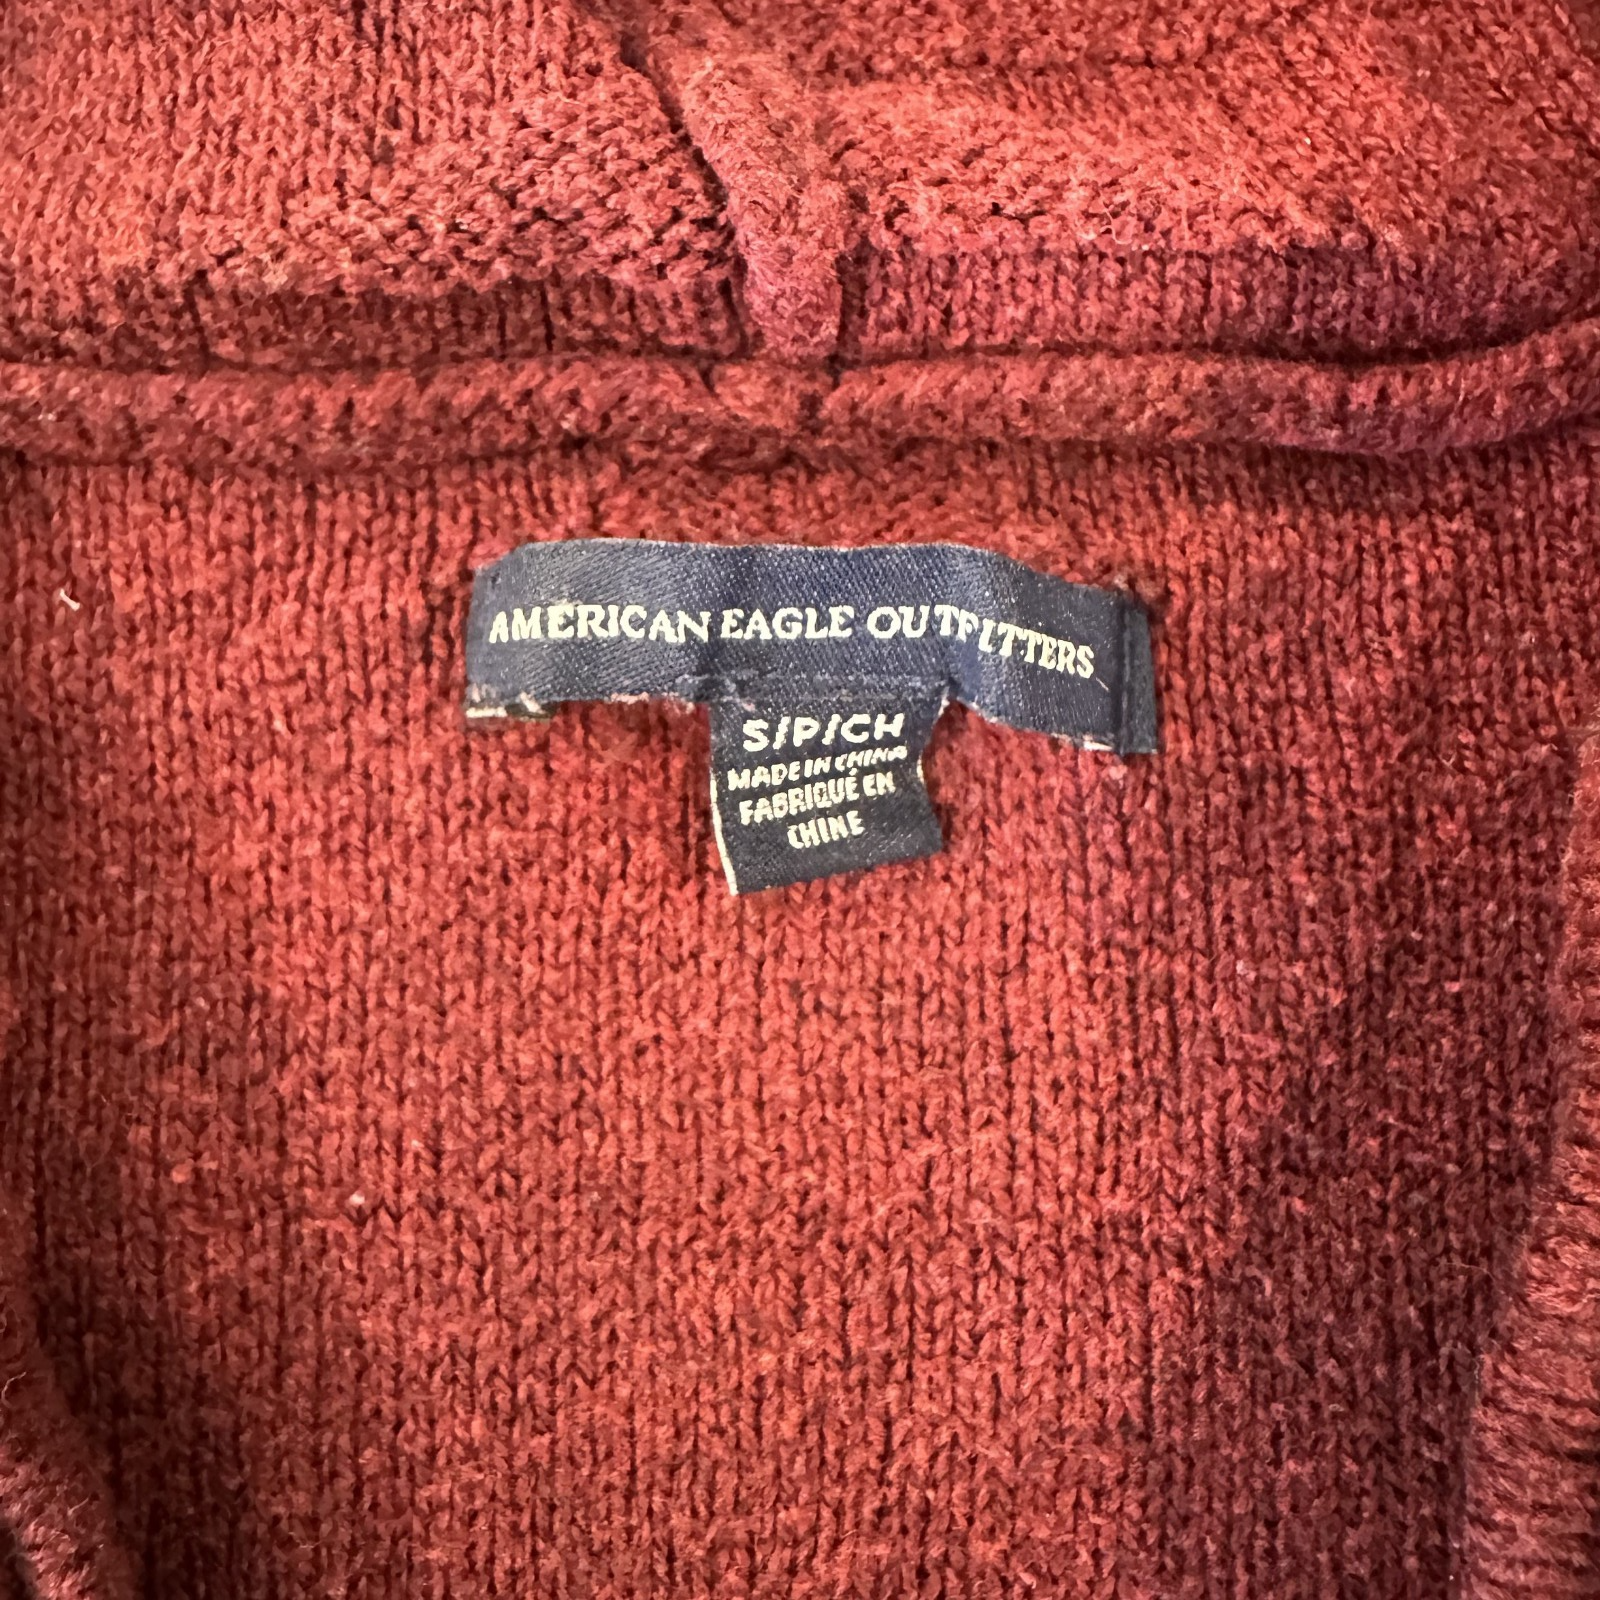 AMERICAN EAGLE OUTFITTERS
S/P/CH
MADE IN CHINA
FABRIQUÉ EN
CHINE